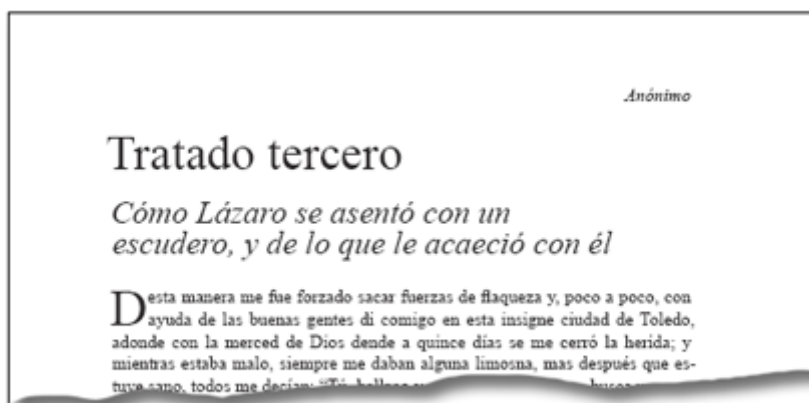 Anónimo
Tratado tercero
Cómo Lázaro se asentó con un
escudero, y de lo que le acaeció con él
Desta manera me fue forzado sacar fuerzas de flaqueza y, poco a poco, con
ayuda de las buenas gentes di comigo en esta insigne ciudad de Toledo,
adonde con la merced de Dios dende a quince días se me cerró la herida; y
mientras estaba malo, siempre me daban alguna limosna, mas después que es-
tuve sano, todos me decían: “Tú,